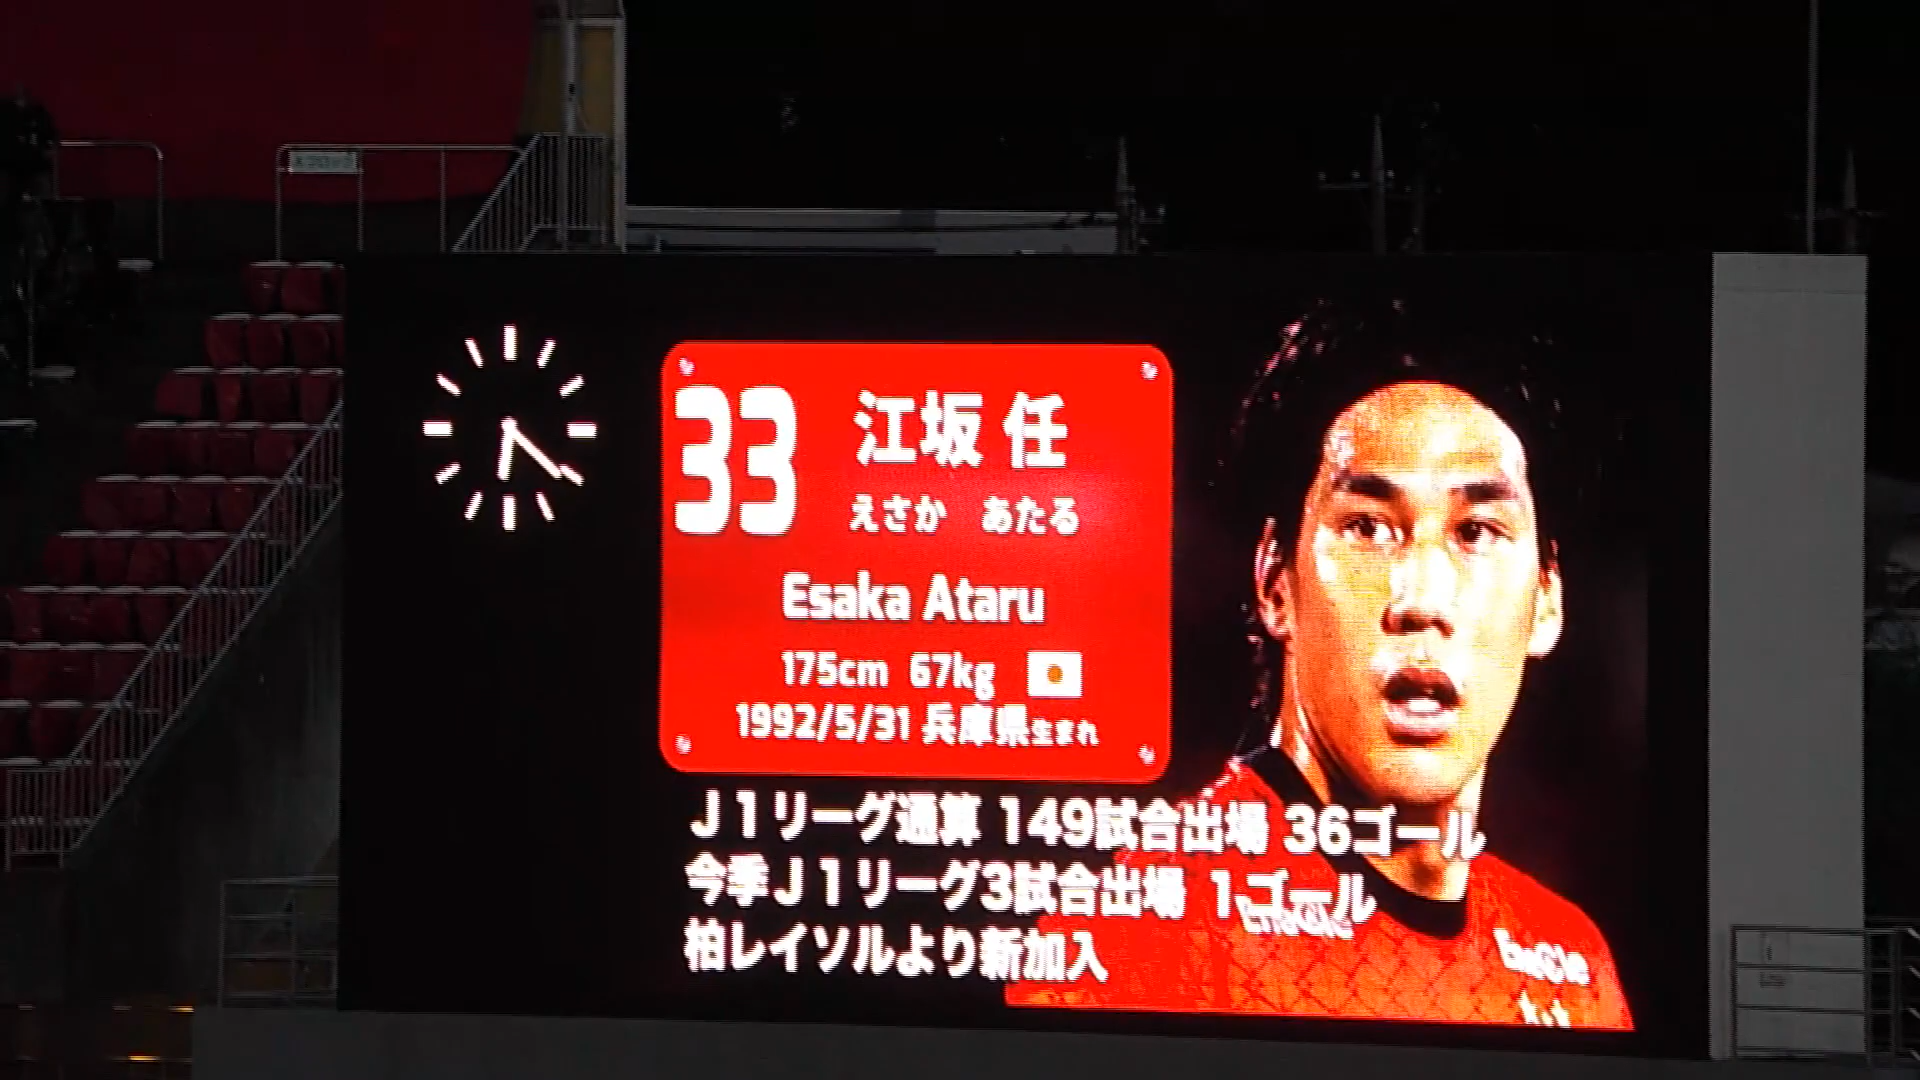 33
江坂 任
えさか あたる
Esaka Ataru
175cm 67kg
1992/5/31 兵庫県生まれ
J1リーグ通算 149試合出場 36ゴール
今季J1リーグ3試合出場 1ゴール
柏レイソルより新加入
EneCle
EneCle